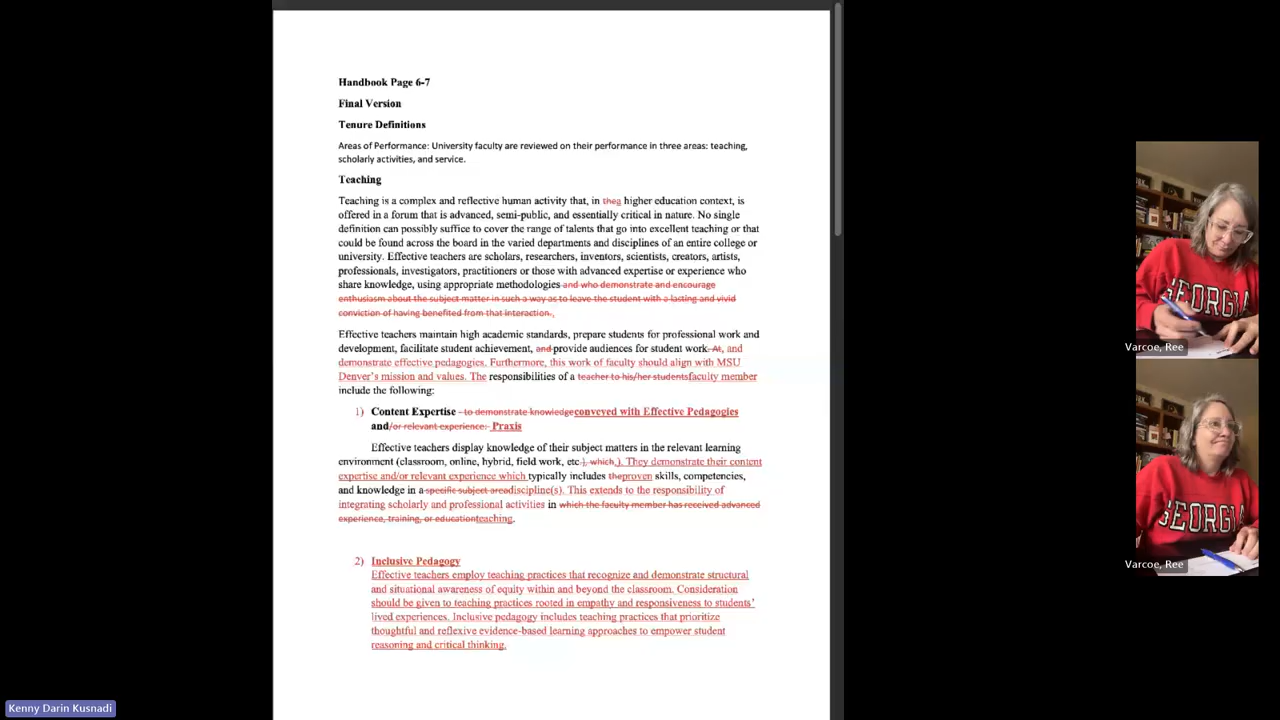 Handbook Page 6-7
Final Version
Tenure Definitions
Areas of Performance: University faculty are reviewed on their performance in three areas: teaching,
scholarly activities, and service.
Teaching
Teaching is a complex and reflective human activity that, in thea higher education context, is
offered in a forum that is advanced, semi-public, and essentially critical in nature. No single
definition can possibly suffice to cover the range of talents that go into excellent teaching or that
could be found across the board in the varied departments and disciplines of an entire college or
university. Effective teachers are scholars, researchers, inventors, scientists, creators, artists,
professionals, investigators, practitioners or those with advanced expertise or experience who
share knowledge, using appropriate methodologies and who demonstrate and encourage
enthusiasm about the subject matter in such a way as to leave the student with a lasting and vivid
conviction of having benefited from that interaction..
Effective teachers maintain high academic standards, prepare students for professional work and
development, facilitate student achievement, and provide audiences for student work. At, and
demonstrate effective pedagogies. Furthermore, this work of faculty should align with MSU
Denver's mission and values. The responsibilities of a teacher to his/her studentsfaculty member
include the following:
1) Content Expertise - to demonstrate knowledgeconveyed with Effective Pedagogies
and/or relevant experience: Praxis
Effective teachers display knowledge of their subject matters in the relevant learning
environment (classroom, online, hybrid, field work, etc.), which.). They demonstrate their content
expertise and/or relevant experience which typically includes theproven skills, competencies,
and knowledge in a specific subject areadiscipline(s). This extends to the responsibility of
integrating scholarly and professional activities in which the faculty member has received advanced
experience, training, or educationteaching.
2) Inclusive Pedagogy
Effective teachers employ teaching practices that recognize and demonstrate structural
and situational awareness of equity within and beyond the classroom. Consideration
should be given to teaching practices rooted in empathy and responsiveness to students'
lived experiences. Inclusive pedagogy includes teaching practices that prioritize
thoughtful and reflexive evidence-based learning approaches to empower student
reasoning and critical thinking.
GEORGIA
Varcoe, Ree
GEORGIA
Varcoe, Ree
Kenny Darin Kusnadi